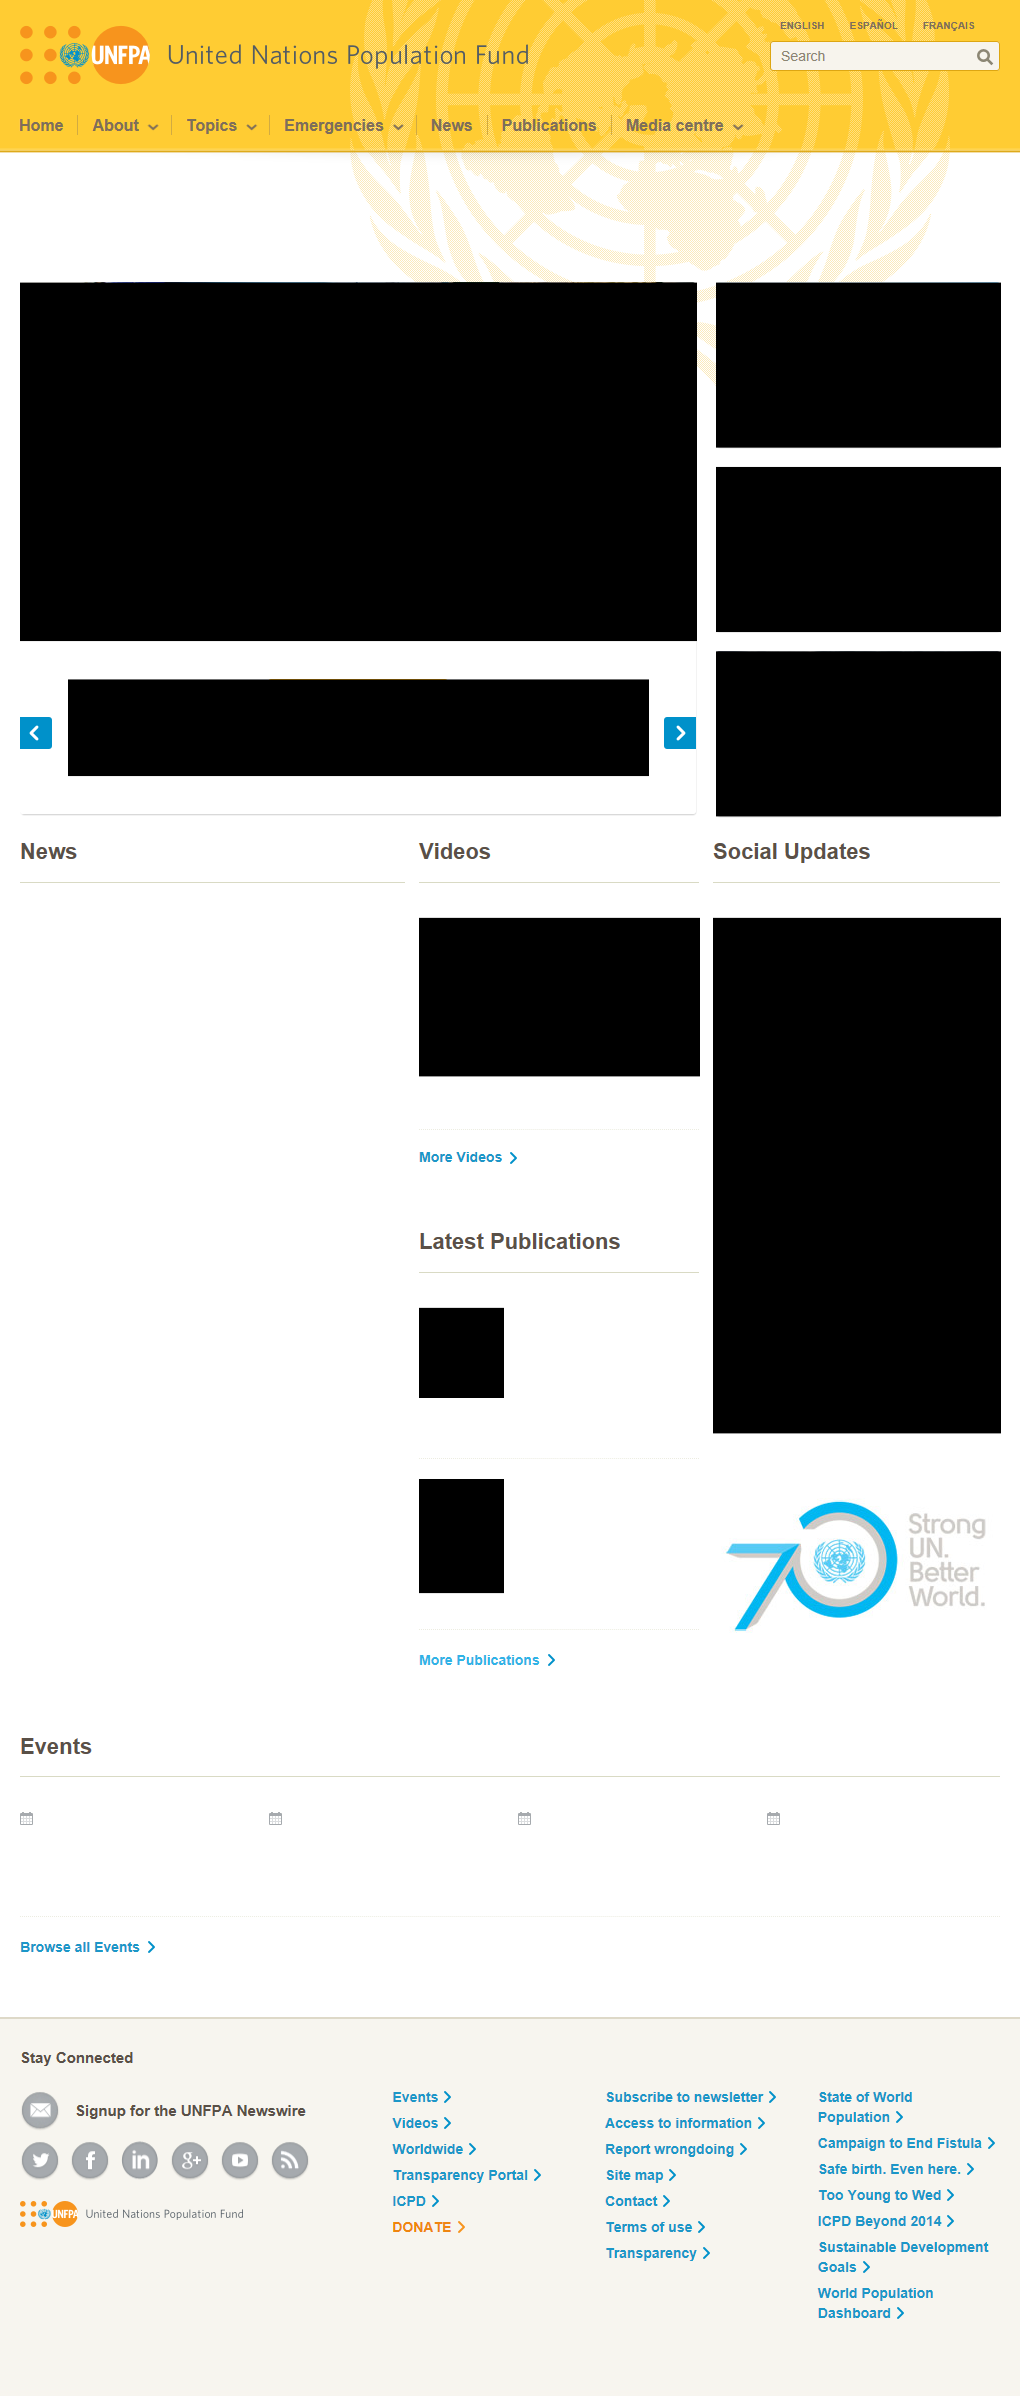 ENGLISH ESPAÑOL FRANÇAIS
UNFPA United Nations Population Fund
Search
Home About Topics Emergencies News Publications Media centre
News Videos Social Updates
More Videos
Latest Publications
Strong
UN.
Better
World.
70
More Publications
Events
Browse all Events
Stay Connected
Signup for the UNFPA Newswire
UNFPA United Nations Population Fund
Events
Videos
Worldwide
Transparency Portal
ICPD
DONATE
Subscribe to newsletter
Access to information
Report wrongdoing
Site map
Contact
Terms of use
Transparency
State of World
Population
Campaign to End Fistula
Safe birth. Even here.
Too Young to Wed
ICPD Beyond 2014
Sustainable Development
Goals
World Population
Dashboard